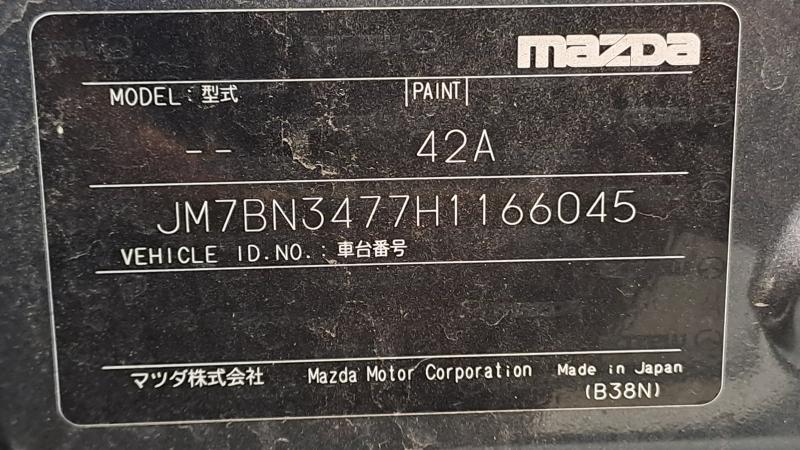 mazda
MODEL : 型式 PAINT
-- 42A
JM7BN3477H1166045
VEHICLE ID.NO. : 車台番号
マツダ株式会社 Mazda Motor Corporation Made in Japan
(B38N)